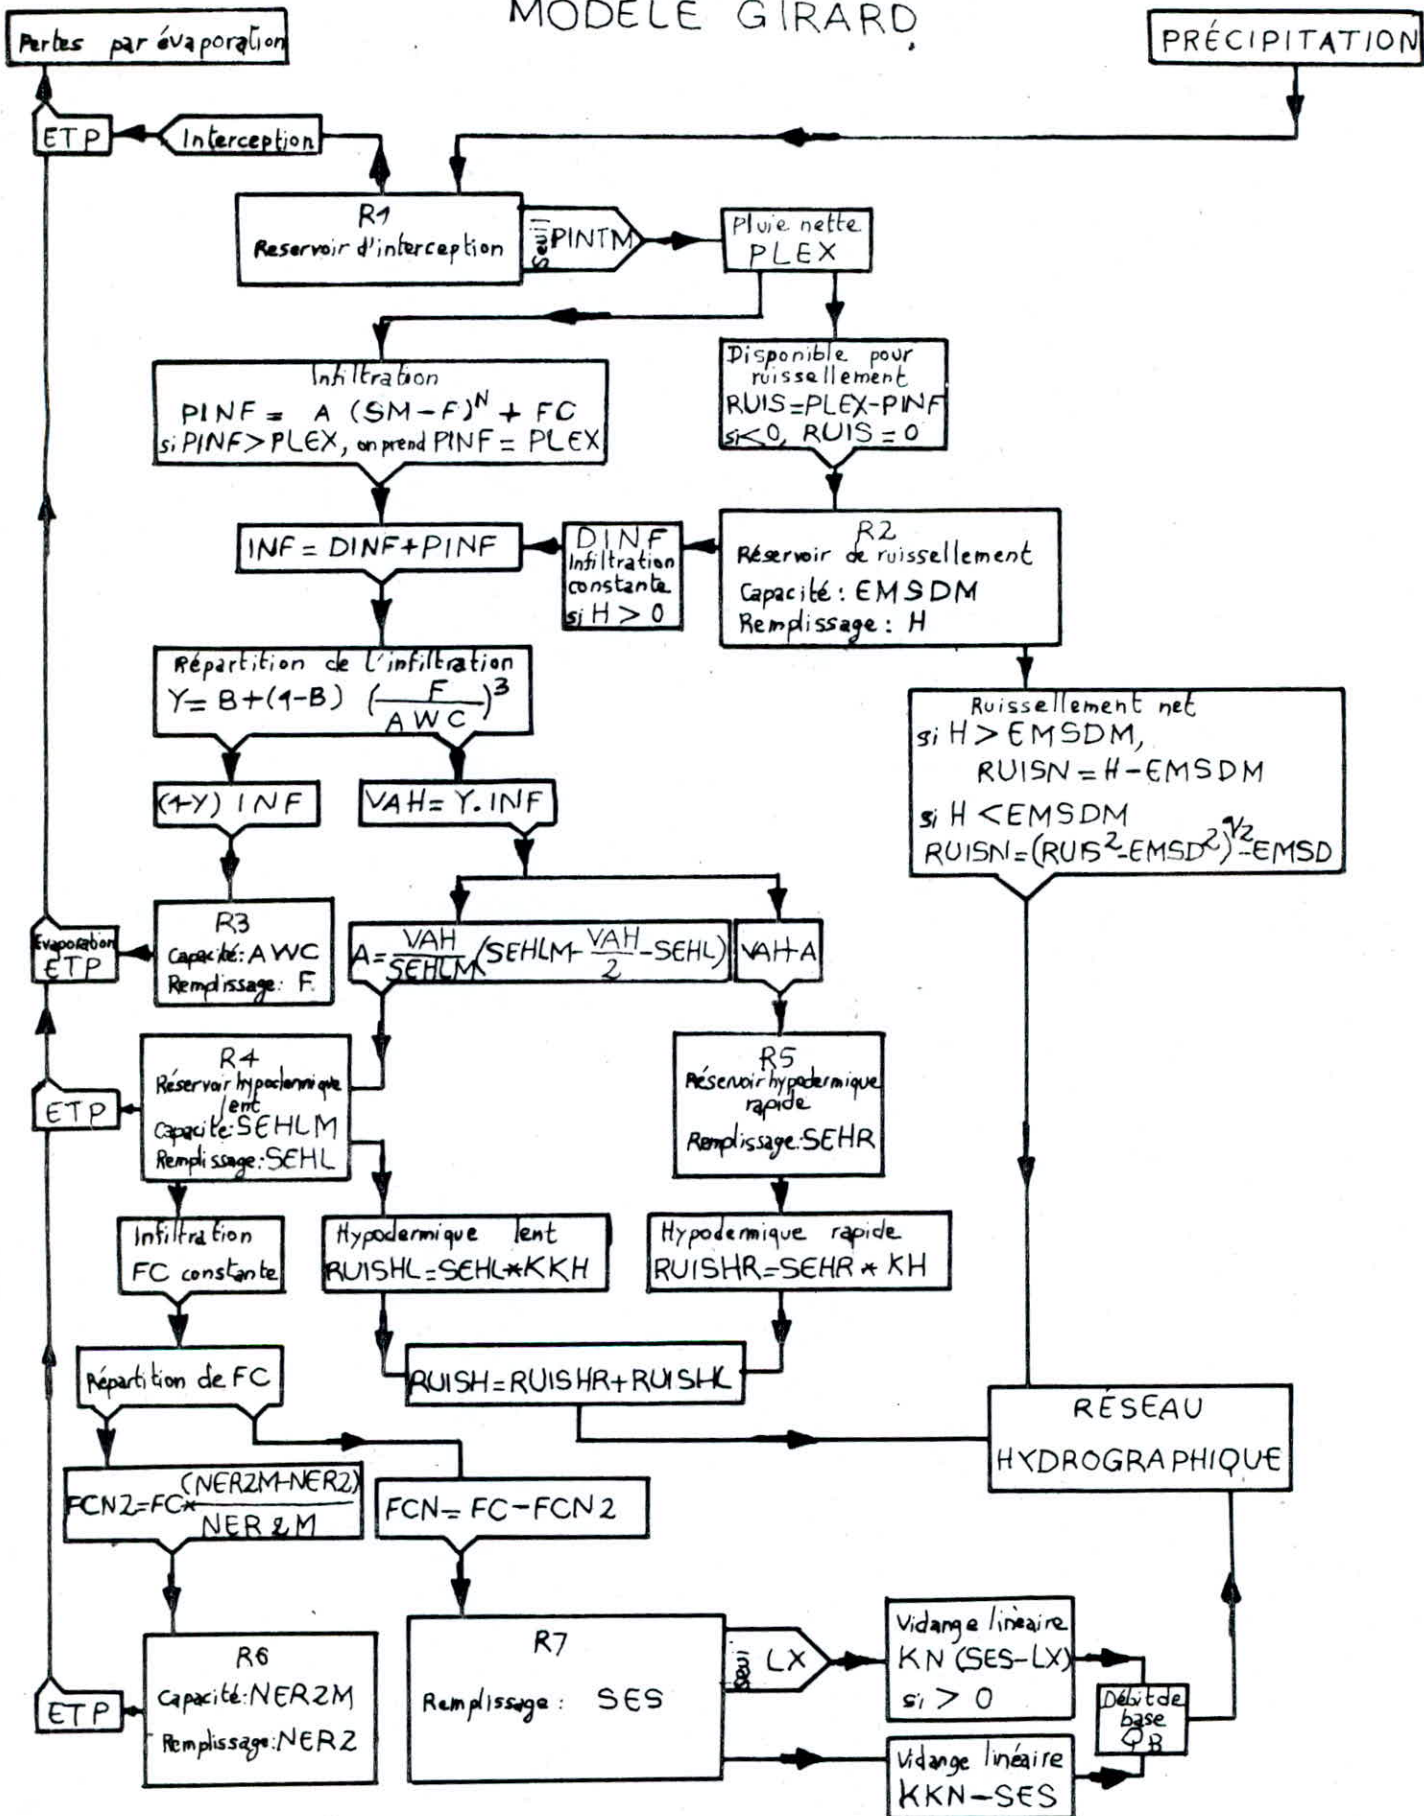 MODELE GIRARD
Pertes par évaporation
PRÉCIPITATION
ETP
Interception
R1
Reservoir d'interception
Seuil
PINTM
Pluie nette
PLEX
Infiltration
PINF = A (SM-F)^N + FC
si PINF > PLEX, on prend PINF = PLEX
Disponible pour
ruissellement
RUIS=PLEX-PINF
si<0, RUIS = 0
INF = DINF+PINF
DINF
Infiltration
constante
si H > 0
R2
Réservoir de ruissellement
Capacité : EMSDM
Remplissage : H
Répartition de l'infiltration
Y= B+(1-B) (F/AWC)^3
Ruissellement net
si H > EMSDM,
RUISN = H-EMSDM
si H < EMSDM
RUISN=(RUIS^2-EMSD^2)^1/2-EMSD
(1-Y) INF
VAH= Y.INF
R3
Capacité: AWC
Remplissage: F
Evaporation
ETP
A= VAH/SEHLM (SEHLM- VAH/2 -SEHL)
VAH-A
R4
Réservoir hypodermique
lent
Capacité:SEHLM
Remplissage:SEHL
ETP
R5
Réservoir hypodermique
rapide
Remplissage:SEHR
Infiltration
FC constante
Hypodermique lent
RUISHL=SEHL*KKH
Hypodermique rapide
RUISHR=SEHR * KH
Répartition de FC
RUISH=RUISHR+RUISHL
RÉSEAU
HYDROGRAPHIQUE
FCN2=FC*(NER2M-NER2)/NER2M
FCN= FC-FCN2
R6
Capacité:NER2M
Remplissage:NER2
ETP
R7
Remplissage : SES
Seuil
LX
Vidange linéaire
KN (SES-LX)
si > 0
Débit de
base
QB
Vidange linéaire
KKN-SES